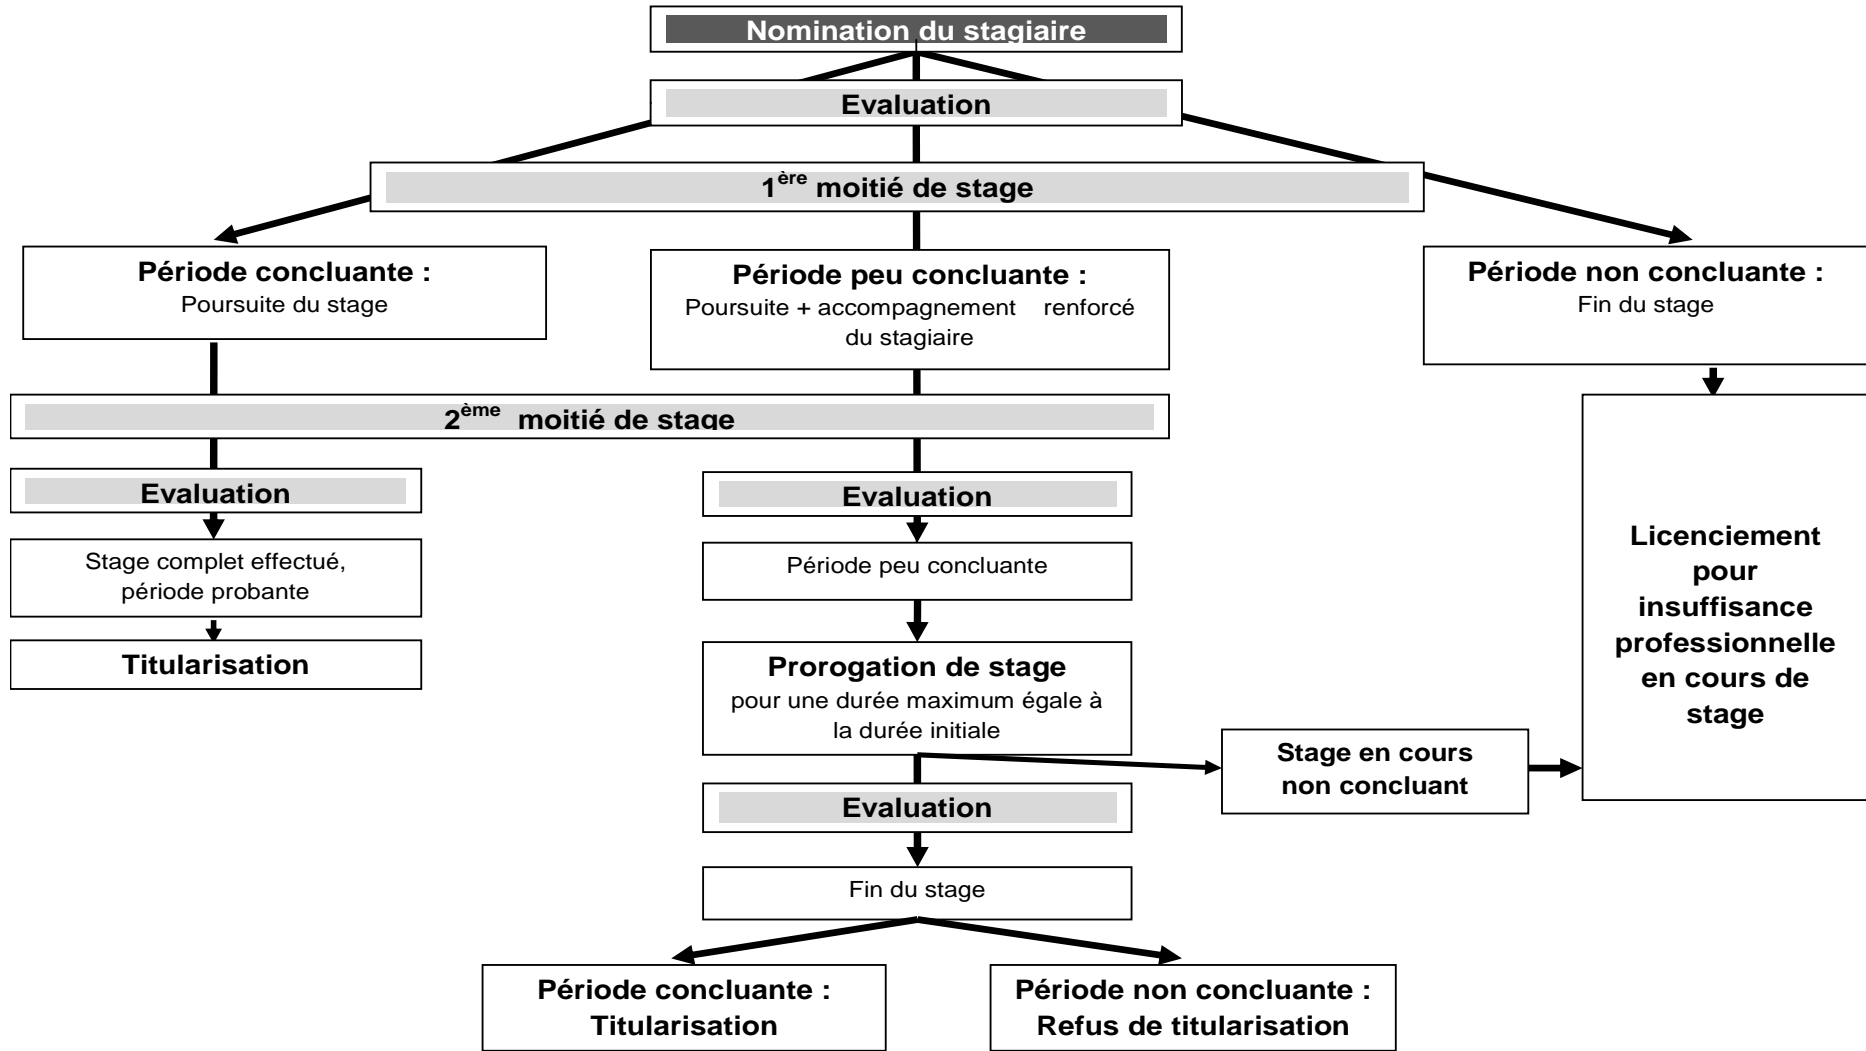 Nomination du stagiaire
Evaluation
1ère moitié de stage
Période concluante :
Poursuite du stage
Période peu concluante :
Poursuite + accompagnement renforcé
du stagiaire
Période non concluante :
Fin du stage
2ème moitié de stage
Evaluation
Stage complet effectué,
période probante
Titularisation
Evaluation
Période peu concluante
Prorogation de stage
pour une durée maximum égale à
la durée initiale
Stage en cours
non concluant
Licenciement
pour
insuffisance
professionnelle
en cours de
stage
Evaluation
Fin du stage
Période concluante :
Titularisation
Période non concluante :
Refus de titularisation